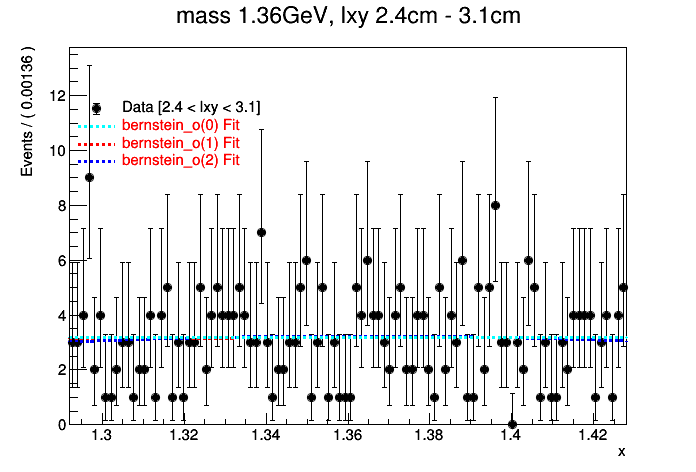 mass 1.36GeV, lxy 2.4cm - 3.1cm
Events / ( 0.00136 )
12
10
8
6
4
2
0
Data [2.4 < lxy < 3.1]
bernstein_o(0) Fit
bernstein_o(1) Fit
bernstein_o(2) Fit
1.3 1.32 1.34 1.36 1.38 1.4 1.42
x